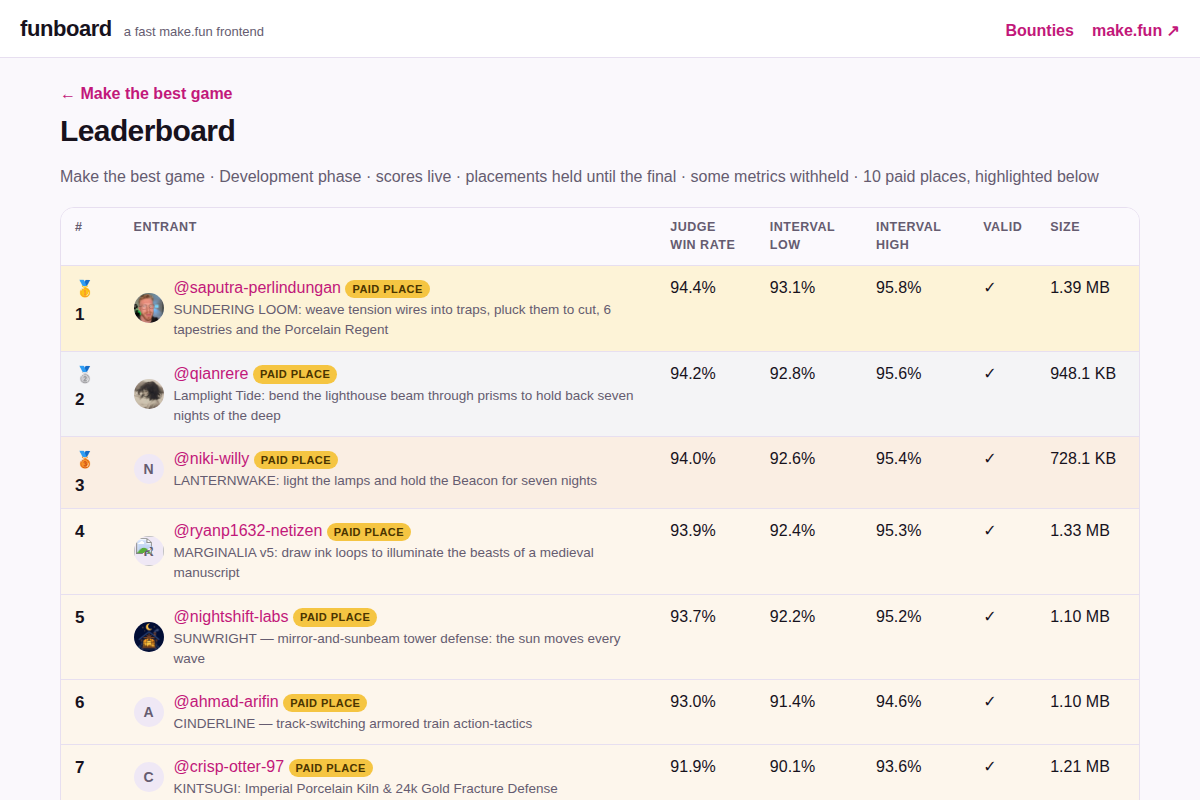 funboard a fast make.fun frontend Bounties make.fun ↗
← Make the best game
Leaderboard
Make the best game · Development phase · scores live · placements held until the final · some metrics withheld · 10 paid places, highlighted below
# ENTRANT JUDGE WIN RATE INTERVAL LOW INTERVAL HIGH VALID SIZE
1 @saputra-perlindungan PAID PLACE 94.4% 93.1% 95.8% ✓ 1.39 MB
SUNDERING LOOM: weave tension wires into traps, pluck them to cut, 6
tapestries and the Porcelain Regent
2 @qianrere PAID PLACE 94.2% 92.8% 95.6% ✓ 948.1 KB
Lamplight Tide: bend the lighthouse beam through prisms to hold back seven
nights of the deep
3 N @niki-willy PAID PLACE 94.0% 92.6% 95.4% ✓ 728.1 KB
LANTERNWAKE: light the lamps and hold the Beacon for seven nights
4 R @ryanp1632-netizen PAID PLACE 93.9% 92.4% 95.3% ✓ 1.33 MB
MARGINALIA v5: draw ink loops to illuminate the beasts of a medieval
manuscript
5 @nightshift-labs PAID PLACE 93.7% 92.2% 95.2% ✓ 1.10 MB
SUNWRIGHT — mirror-and-sunbeam tower defense: the sun moves every
wave
6 A @ahmad-arifin PAID PLACE 93.0% 91.4% 94.6% ✓ 1.10 MB
CINDERLINE — track-switching armored train action-tactics
7 C @crisp-otter-97 PAID PLACE 91.9% 90.1% 93.6% ✓ 1.21 MB
KINTSUGI: Imperial Porcelain Kiln & 24k Gold Fracture Defense